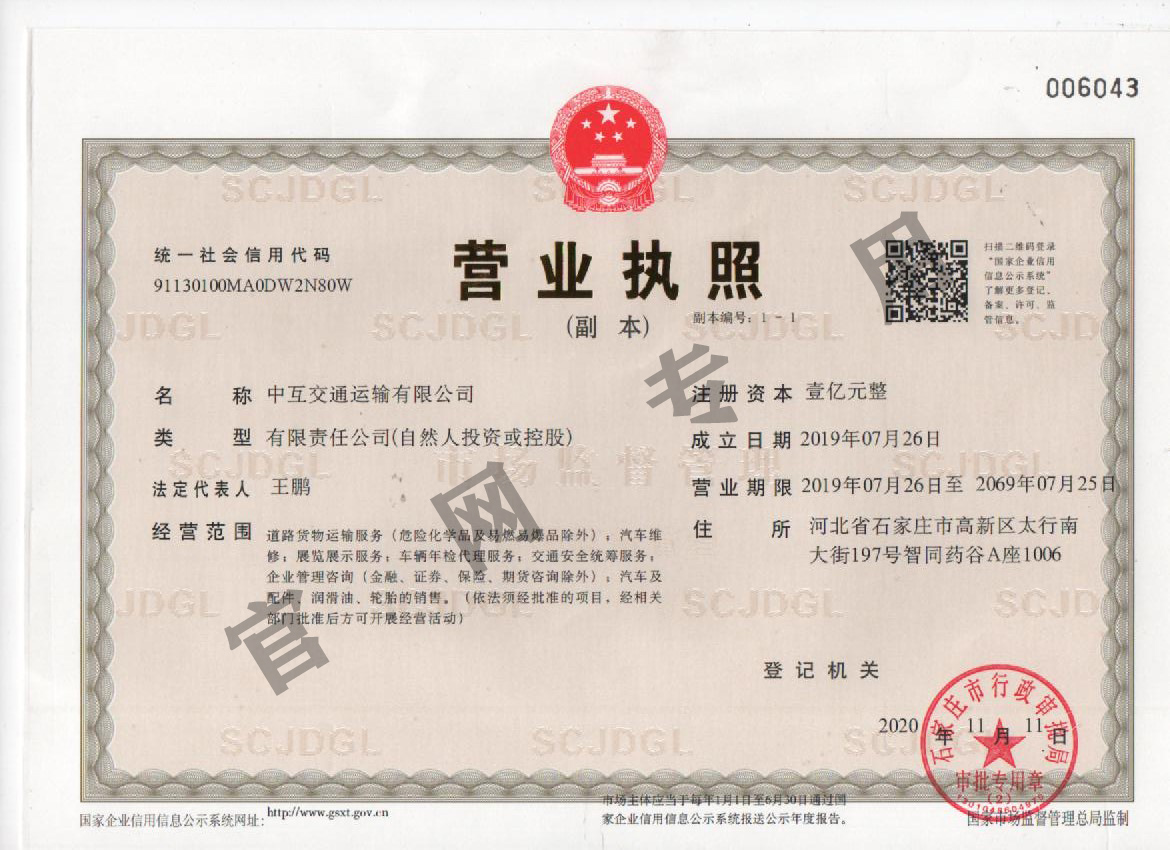 006043
统一社会信用代码
91130100MA0DW2N80W
营业执照
(副 本)
副本编号：1 - 1
扫描二维码登录
“国家企业信用
信息公示系统”
了解更多登记、
备案、许可、监
管信息。
名 称 中互交通运输有限公司
类 型 有限责任公司(自然人投资或控股)
法定代表人 王鹏
经营范围 道路货物运输服务（危险化学品及易燃易爆品除外）；汽车维
修；展览展示服务；车辆年检代理服务；交通安全统筹服务；
企业管理咨询（金融、证券、保险、期货咨询除外）；汽车及
配件、润滑油、轮胎的销售。（依法须经批准的项目，经相关
部门批准后方可开展经营活动）
注册资本 壹亿元整
成立日期 2019年07月26日
营业期限 2019年07月26日至 2069年07月25日
住 所 河北省石家庄市高新区太行南
大街197号智同药谷A座1006
登记机关
2020 年 11 月 11 日
石家庄市行政审批局
审批专用章
(2)
官网专用
SCJDGL
市场监督管理
国家企业信用信息公示系统网址: http://www.gsxt.gov.cn
市场主体应当于每年1月1日至6月30日通过国
家企业信用信息公示系统报送公示年度报告。
国家市场监督管理总局监制